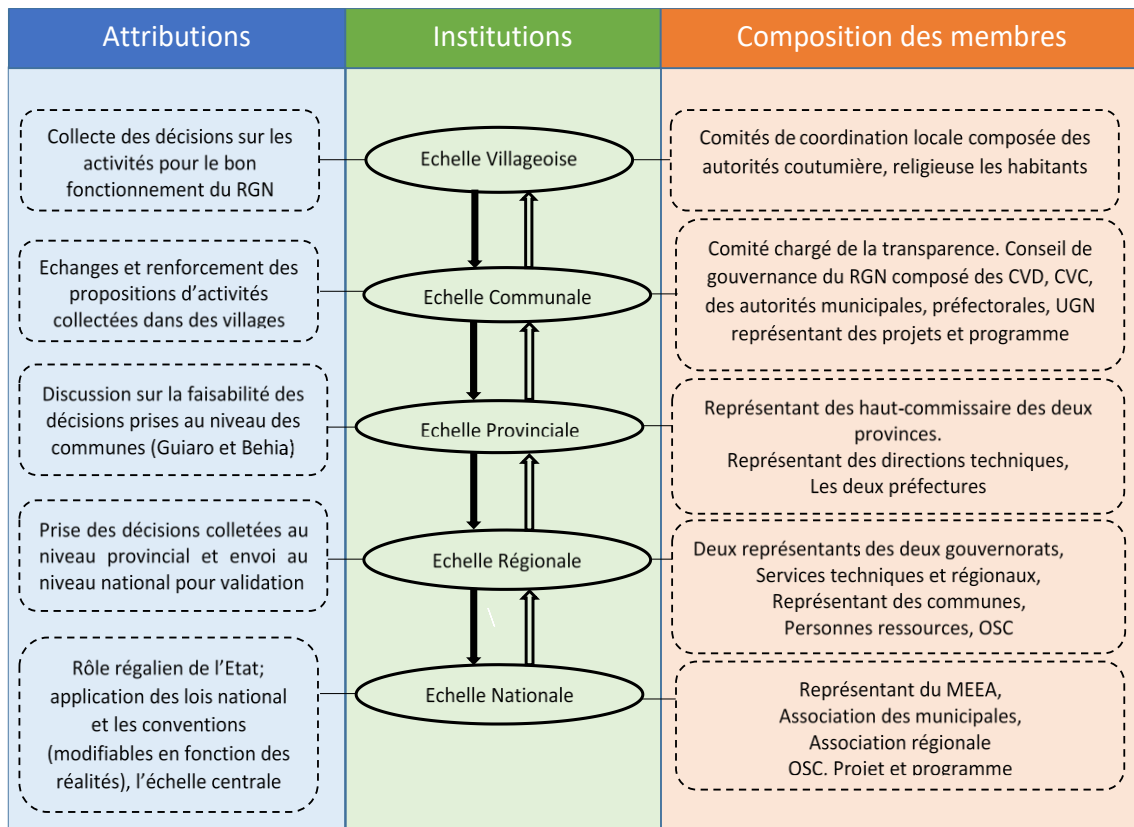 Attributions
Institutions
Composition des membres
Collecte des décisions sur les
activités pour le bon
fonctionnement du RGN
Echelle Villageoise
Comités de coordination locale composée des
autorités coutumière, religieuse les habitants
Echanges et renforcement des
propositions d’activités
collectées dans des villages
Echelle Communale
Comité chargé de la transparence. Conseil de
gouvernance du RGN composé des CVD, CVC,
des autorités municipales, préfectorales, UGN
représentant des projets et programme
Discussion sur la faisabilité des
décisions prises au niveau des
communes (Guiaro et Behia)
Echelle Provinciale
Représentant des haut-commissaire des deux
provinces.
Représentant des directions techniques,
Les deux préfectures
Prise des décisions colletées au
niveau provincial et envoi au
niveau national pour validation
Echelle Régionale
Deux représentants des deux gouvernorats,
Services techniques et régionaux,
Représentant des communes,
Personnes ressources, OSC
\
Rôle régalien de l’Etat;
application des lois national
et les conventions
(modifiables en fonction des
réalités), l’échelle centrale
Echelle Nationale
Représentant du MEEA,
Association des municipales,
Association régionale
OSC. Projet et programme